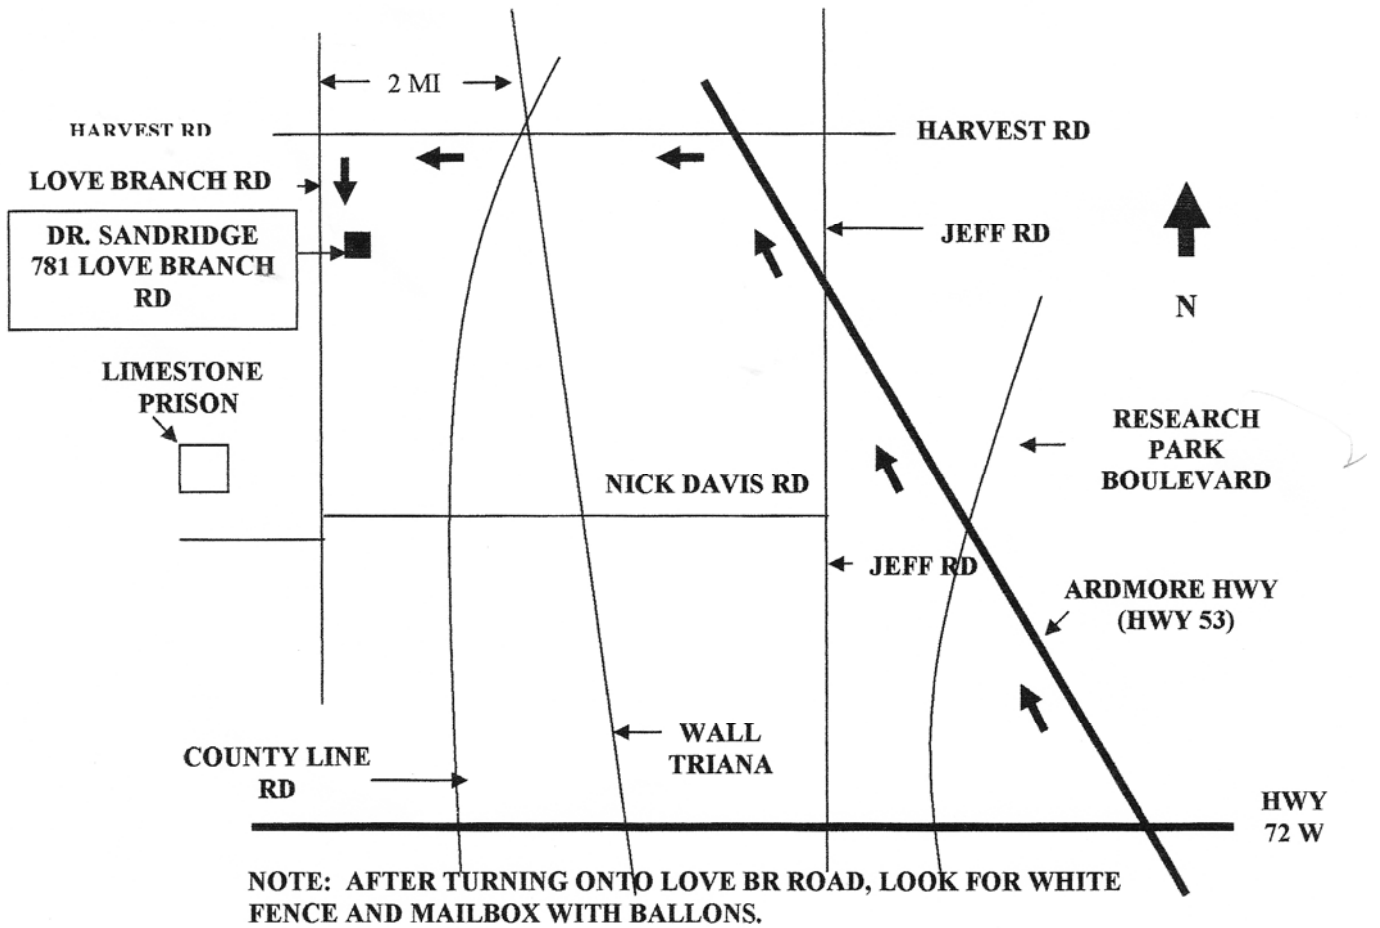 2 MI
HARVEST RD
HARVEST RD
LOVE BRANCH RD
DR. SANDRIDGE
781 LOVE BRANCH
RD
JEFF RD
N
LIMESTONE
PRISON
RESEARCH
PARK
BOULEVARD
NICK DAVIS RD
JEFF RD
ARDMORE HWY
(HWY 53)
WALL
TRIANA
COUNTY LINE
RD
HWY
72 W
NOTE: AFTER TURNING ONTO LOVE BR ROAD, LOOK FOR WHITE
FENCE AND MAILBOX WITH BALLONS.